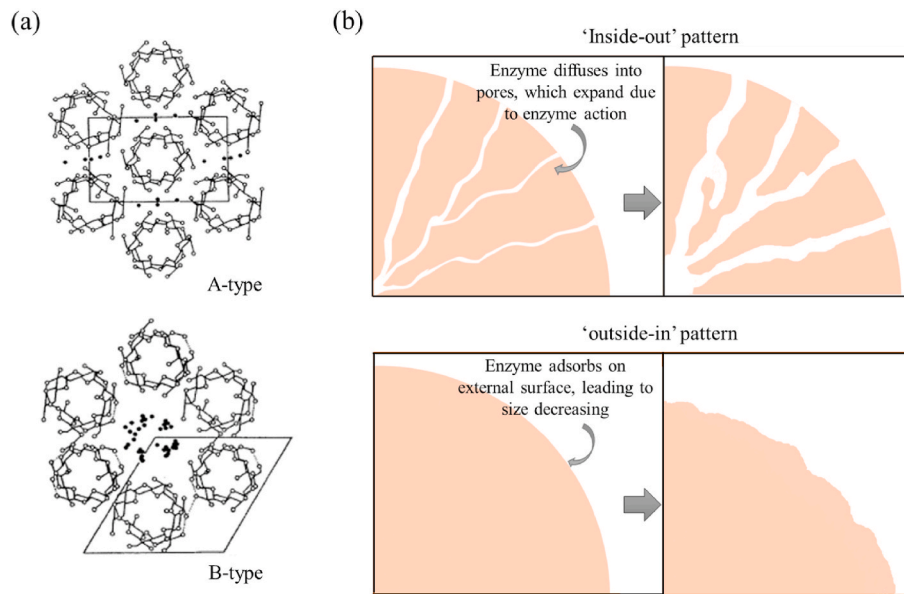 (a)
A-type
B-type
(b)
‘Inside-out’ pattern
Enzyme diffuses into
pores, which expand due
to enzyme action
‘outside-in’ pattern
Enzyme adsorbs on
external surface, leading to
size decreasing